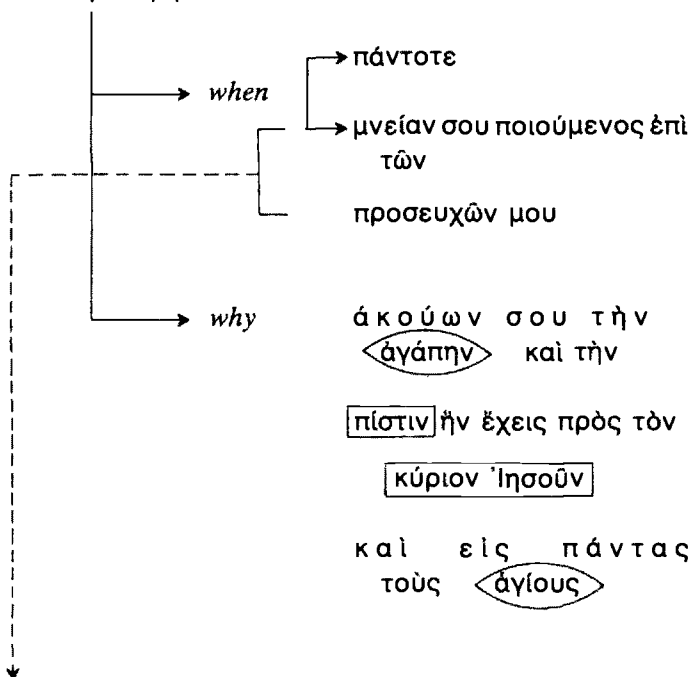 πάντοτε
when
μνείαν σου ποιούμενος ἐπὶ
τῶν
προσευχῶν μου
why ἀκούων σου τὴν
ἀγάπην καὶ τὴν
πίστιν ἣν ἔχεις πρὸς τὸν
κύριον Ἰησοῦν
καὶ εἰς πάντας
τοὺς ἁγίους